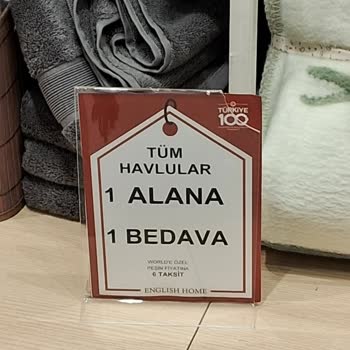 TÜRKİYE
100
TÜM
HAVLULAR
1 ALANA
1 BEDAVA
WORLD'E ÖZEL
PEŞİN FİYATINA
6 TAKSİT
ENGLISH HOME